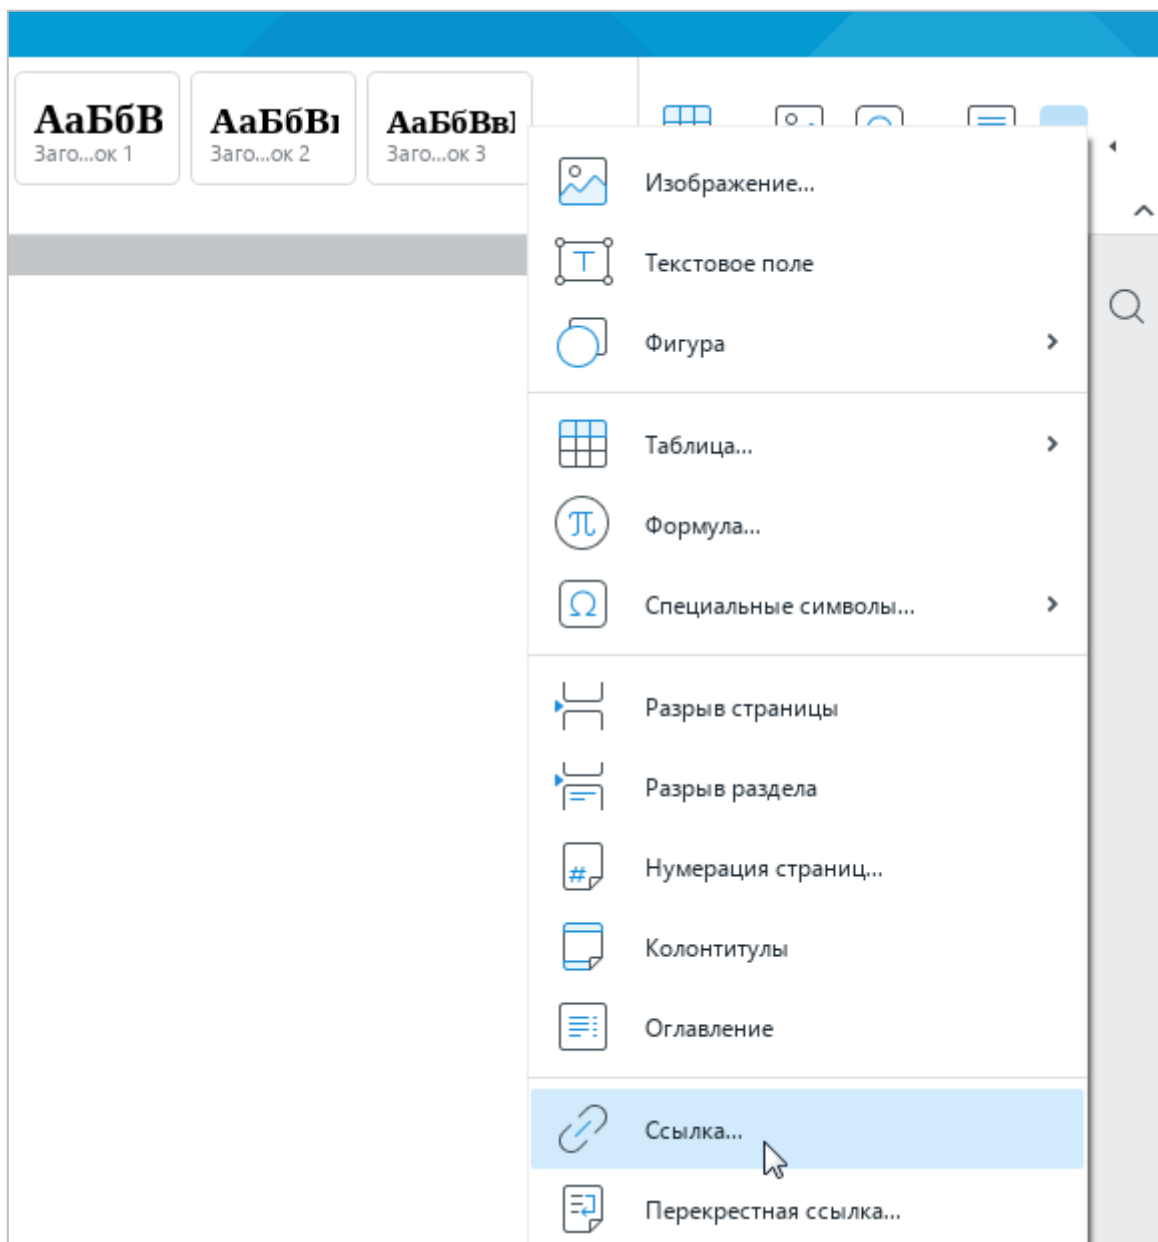 АаБбВ
Заго...ок 1
АаБбВ
Заго...ок 2
АаБбВв
Заго...ок 3
Изображение...
Текстовое поле
Фигура
Таблица...
Формула...
Специальные символы...
Разрыв страницы
Разрыв раздела
Нумерация страниц...
Колонтитулы
Оглавление
Ссылка...
Перекрестная ссылка...